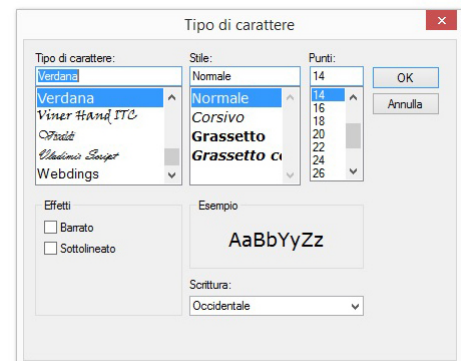 Tipo di carattere
Tipo di carattere:
Verdana
Verdana
Viner Hand ITC
Vivaldi
Vladimir Script
Webdings
Stile:
Normale
Normale
Corsivo
Grassetto
Grassetto co
Punti:
14
14
16
18
20
22
24
26
OK
Annulla
Effetti
Barrato
Sottolineato
Esempio
AaBbYyZz
Scrittura:
Occidentale